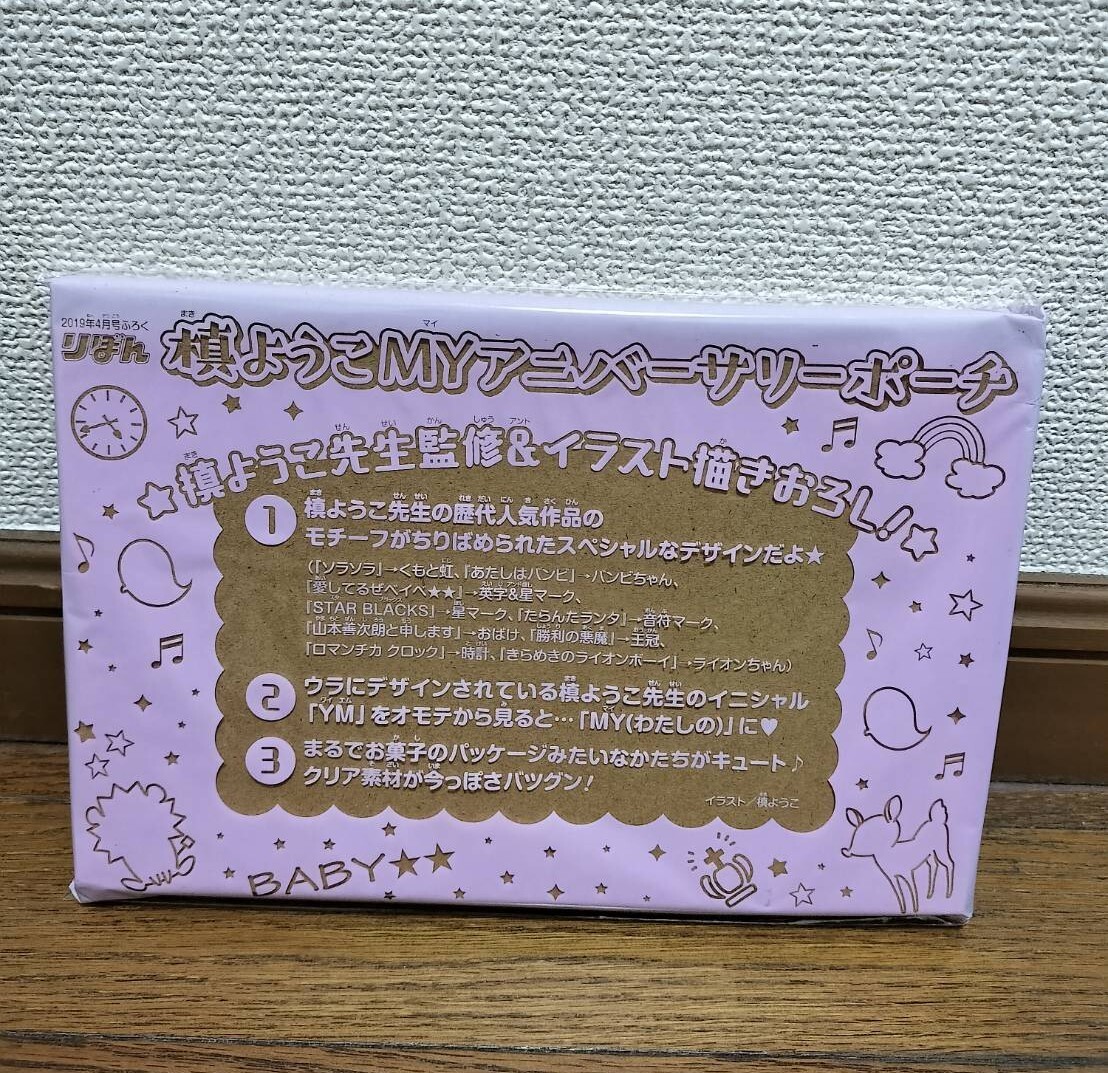 2019年4月号ふろく
りぼん
槙ようこMYアニバーサリーポーチ
★槙ようこ先生監修&イラスト描きおろし!★
1 槙ようこ先生の歴代人気作品の
モチーフがちりばめられたスペシャルなデザインだよ★
(「ソラソラ」→くもと虹、「あたしはバンビ」→バンビちゃん、
「愛してるぜベイベ★★」→英字&星マーク、
「STAR BLACKS」→星マーク、「たらんたランタ」→音符マーク、
「山本善次朗と申します」→おばけ、「勝利の悪魔」→王冠、
「ロマンチカ クロック」→時計、「きらめきのライオンボーイ」→ライオンちゃん)
2 ウラにデザインされている槙ようこ先生のイニシャル
「YM」をオモテから見ると…「MY(わたしの)」に♥
3 まるでお菓子のパッケージみたいなかたちがキュート♪
クリア素材が今っぽさバツグン!
イラスト/槙ようこ
BABY★★